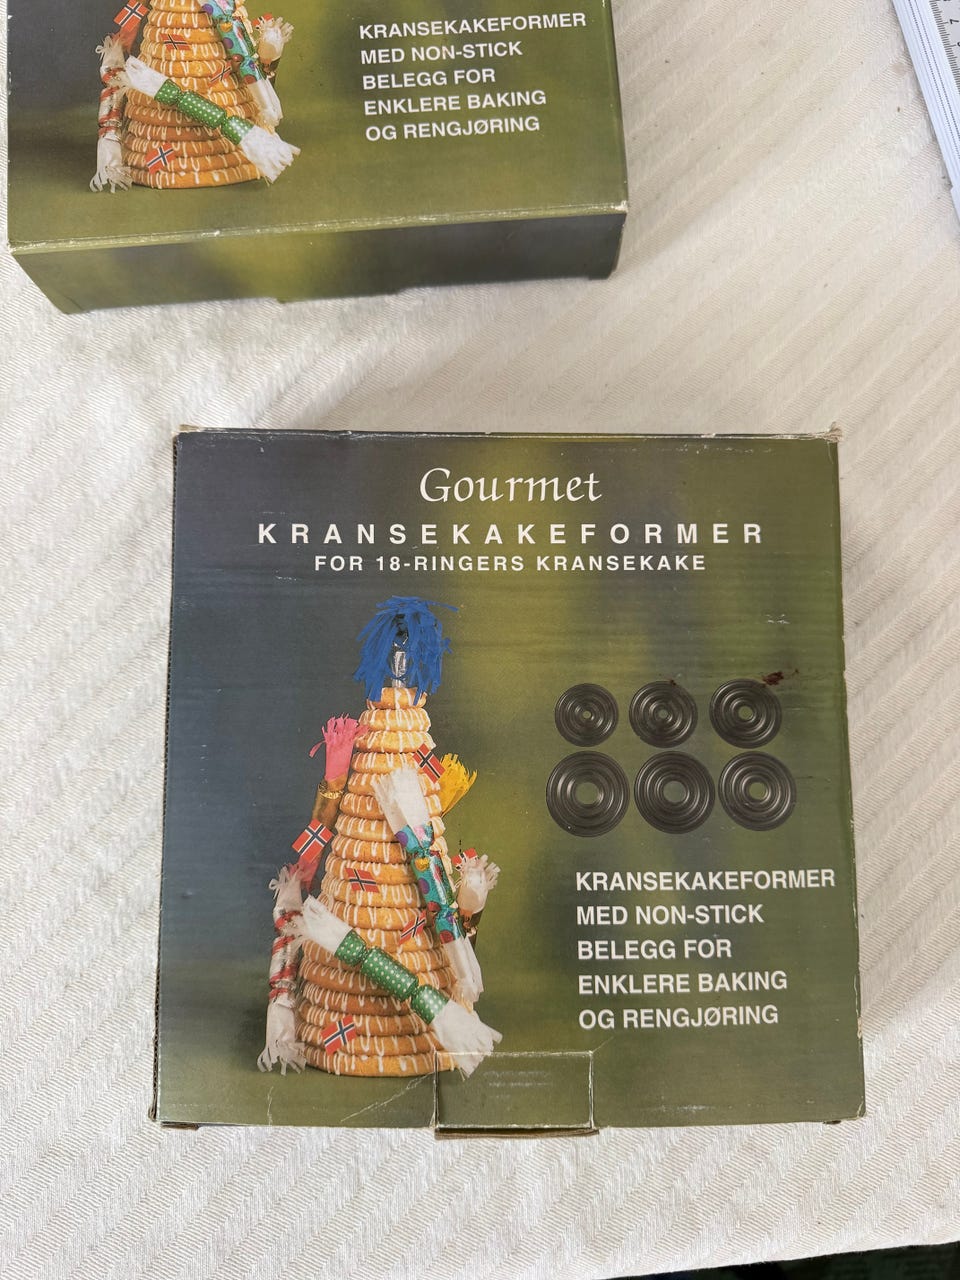 KRANSEKAKEFORMER
MED NON-STICK
BELEGG FOR
ENKLERE BAKING
OG RENGJØRING
Gourmet
KRANSEKAKEFORMER
FOR 18-RINGERS KRANSEKAKE
KRANSEKAKEFORMER
MED NON-STICK
BELEGG FOR
ENKLERE BAKING
OG RENGJØRING